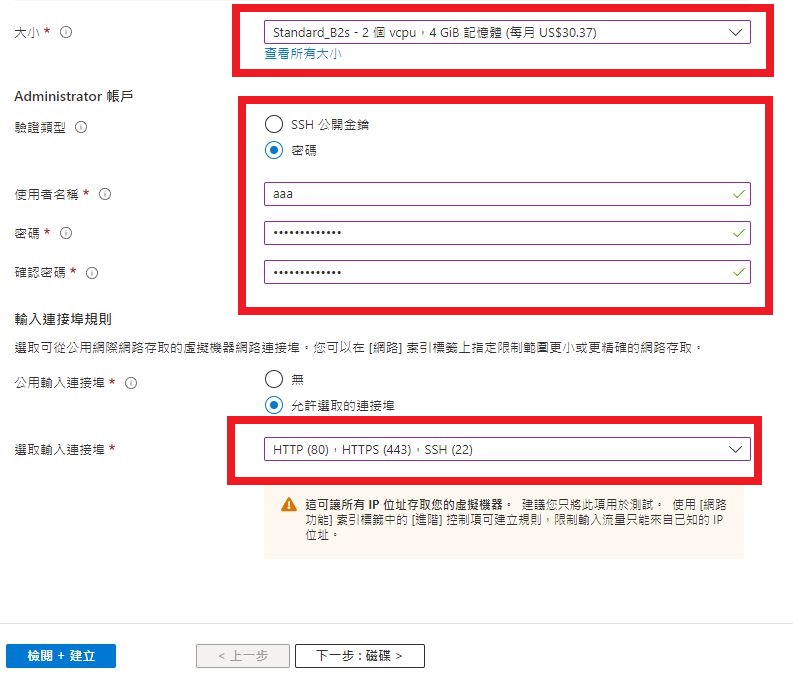 大小 *
Standard_B2s - 2 個 vcpu，4 GiB 記憶體 (每月 US$30.37)
查看所有大小
Administrator 帳戶
驗證類型
SSH 公開金鑰
密碼
使用者名稱 *
aaa
密碼 *
•••••••••••••
確認密碼 *
•••••••••••••
輸入連接埠規則
選取可從公用網際網路存取的虛擬機器網路連接埠。您可以在 [網路] 索引標籤上指定限制範圍更小或更精確的網路存取。
公用輸入連接埠 *
無
允許選取的連接埠
選取輸入連接埠 *
HTTP (80)，HTTPS (443)，SSH (22)
這可讓所有 IP 位址存取您的虛擬機器。 建議您只將此項用於測試。 使用 [網路
功能] 索引標籤中的 [進階] 控制項可建立規則，限制輸入流量只能來自已知的 IP
位址。
檢閱 + 建立
< 上一步
下一步 : 磁碟 >